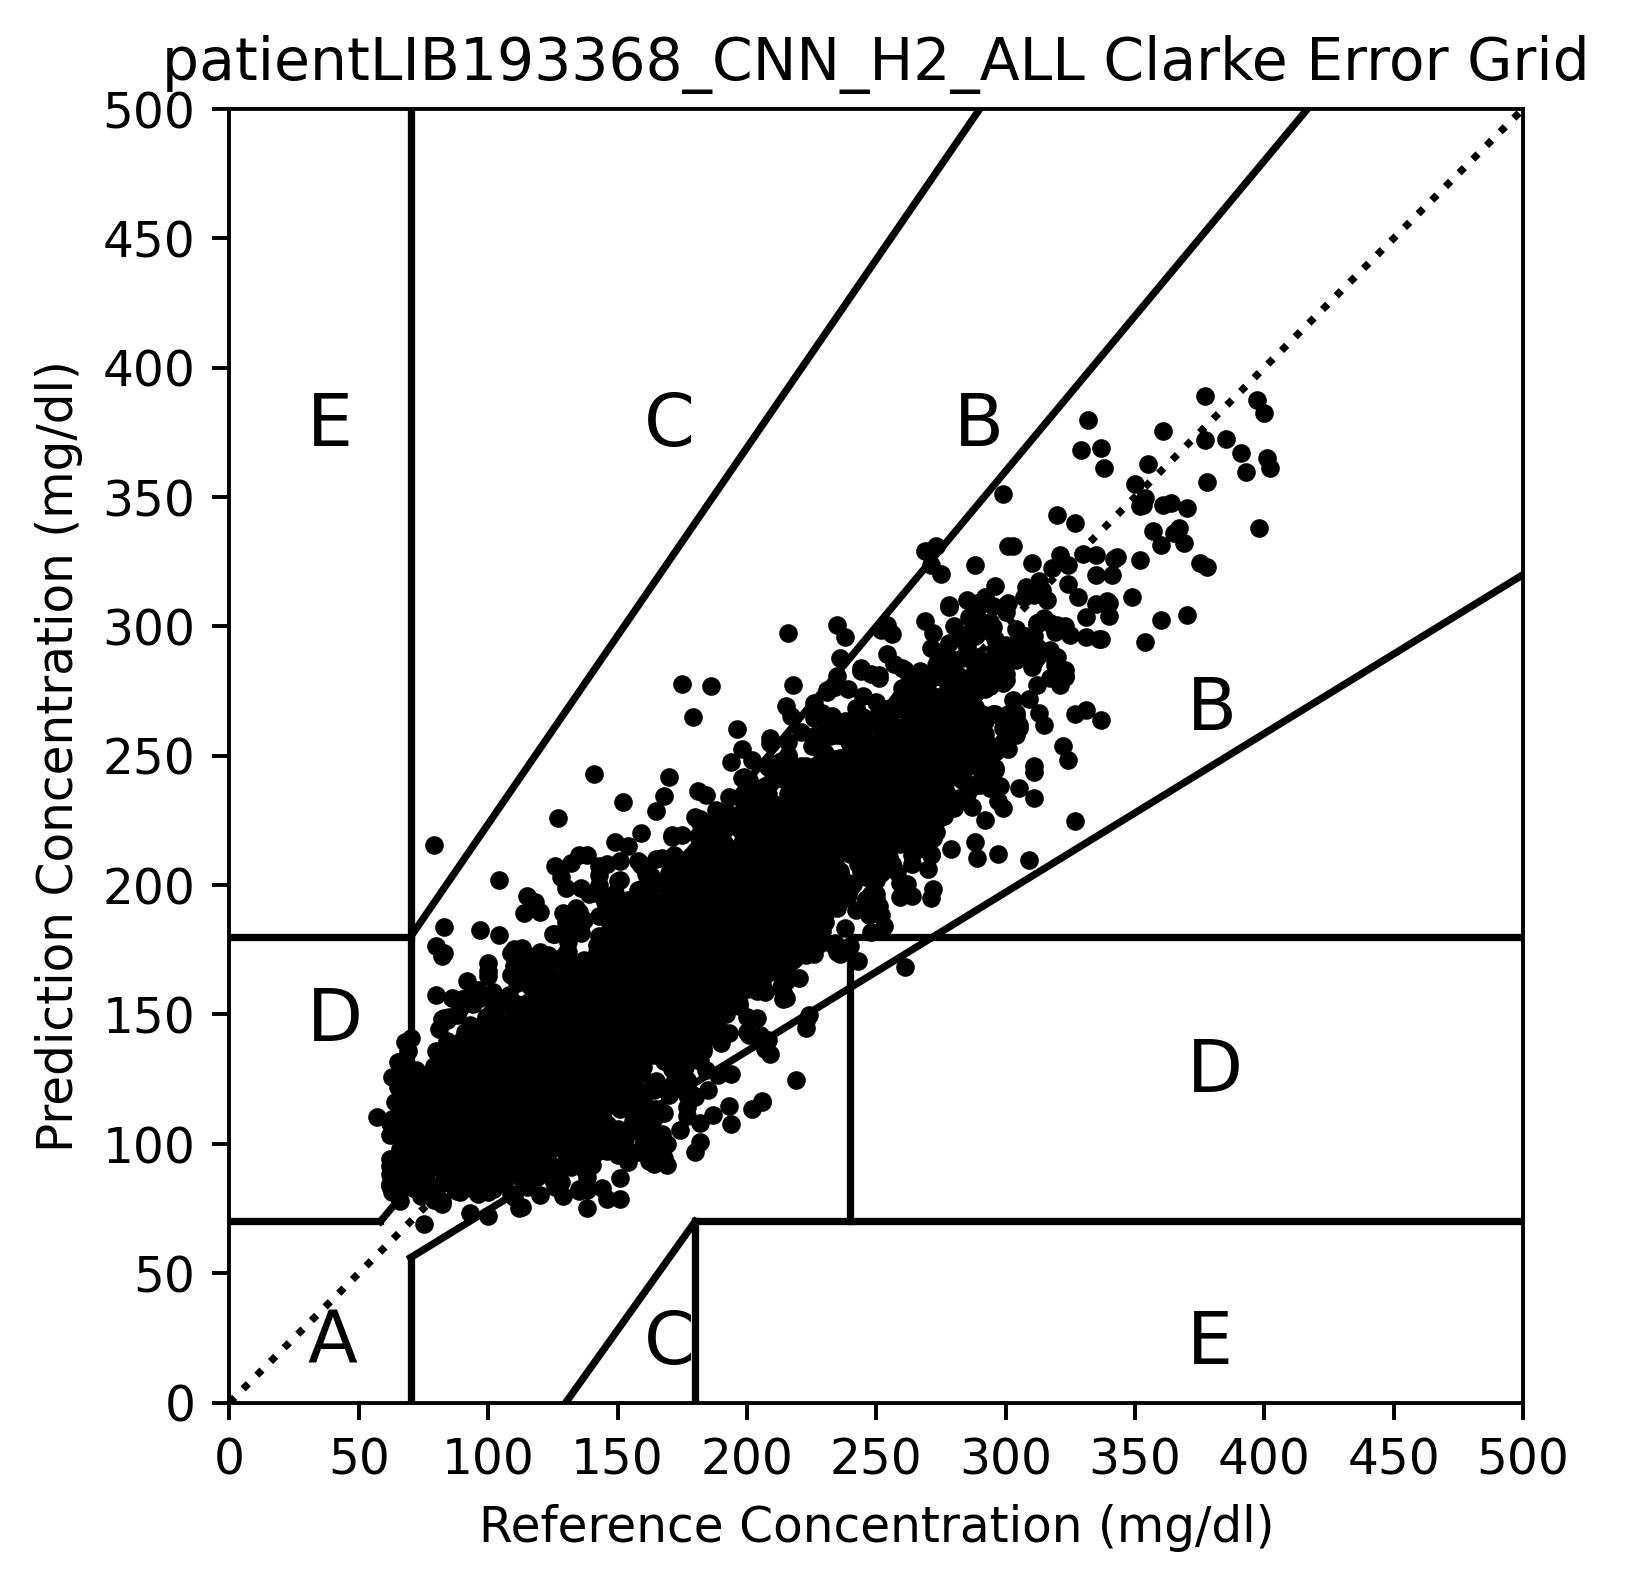 patientLIB193368_CNN_H2_ALL Clarke Error Grid
Prediction Concentration (mg/dl)
500
450
400
350
300
250
200
150
100
50
0
E
C
B
B
D
D
A
C
E
0 50 100 150 200 250 300 350 400 450 500
Reference Concentration (mg/dl)